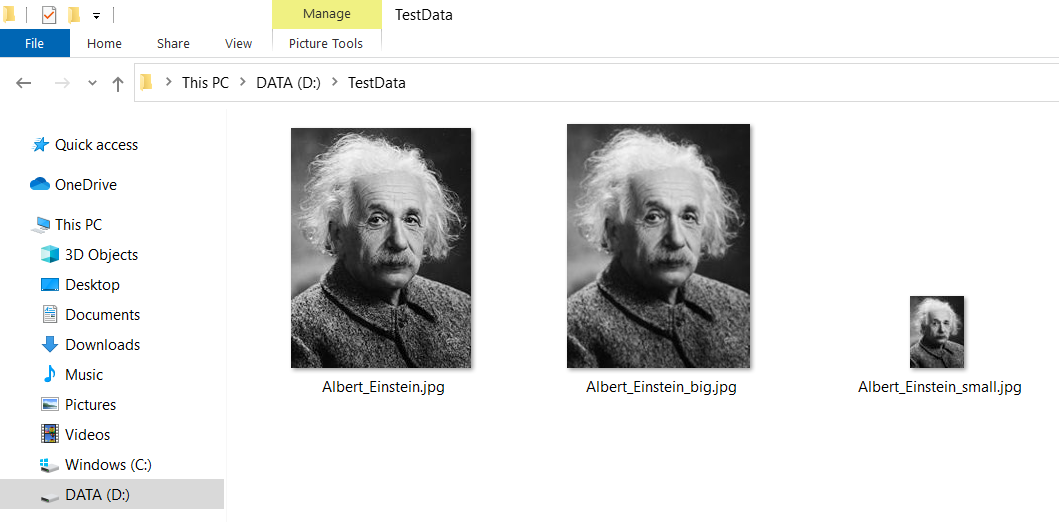 Manage
TestData
File
Home
Share
View
Picture Tools
This PC
DATA (D:)
TestData
Quick access
OneDrive
This PC
3D Objects
Desktop
Documents
Downloads
Music
Pictures
Videos
Windows (C:)
DATA (D:)
Albert_Einstein.jpg
Albert_Einstein_big.jpg
Albert_Einstein_small.jpg